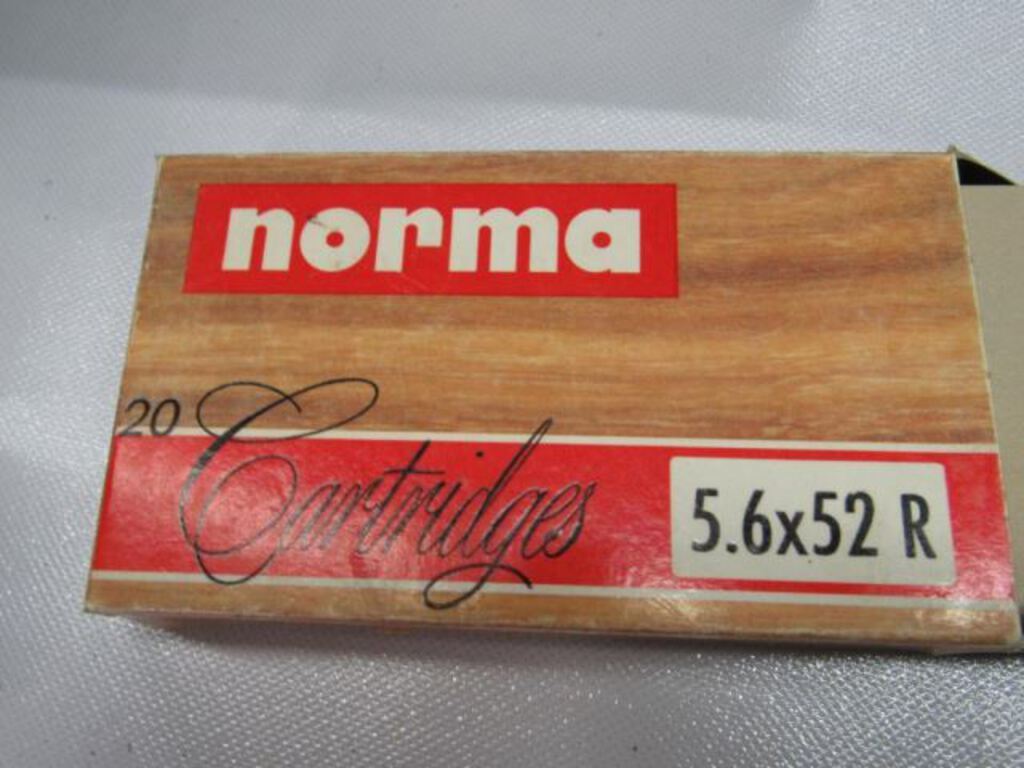 norma
20 Cartridges
5.6x52 R